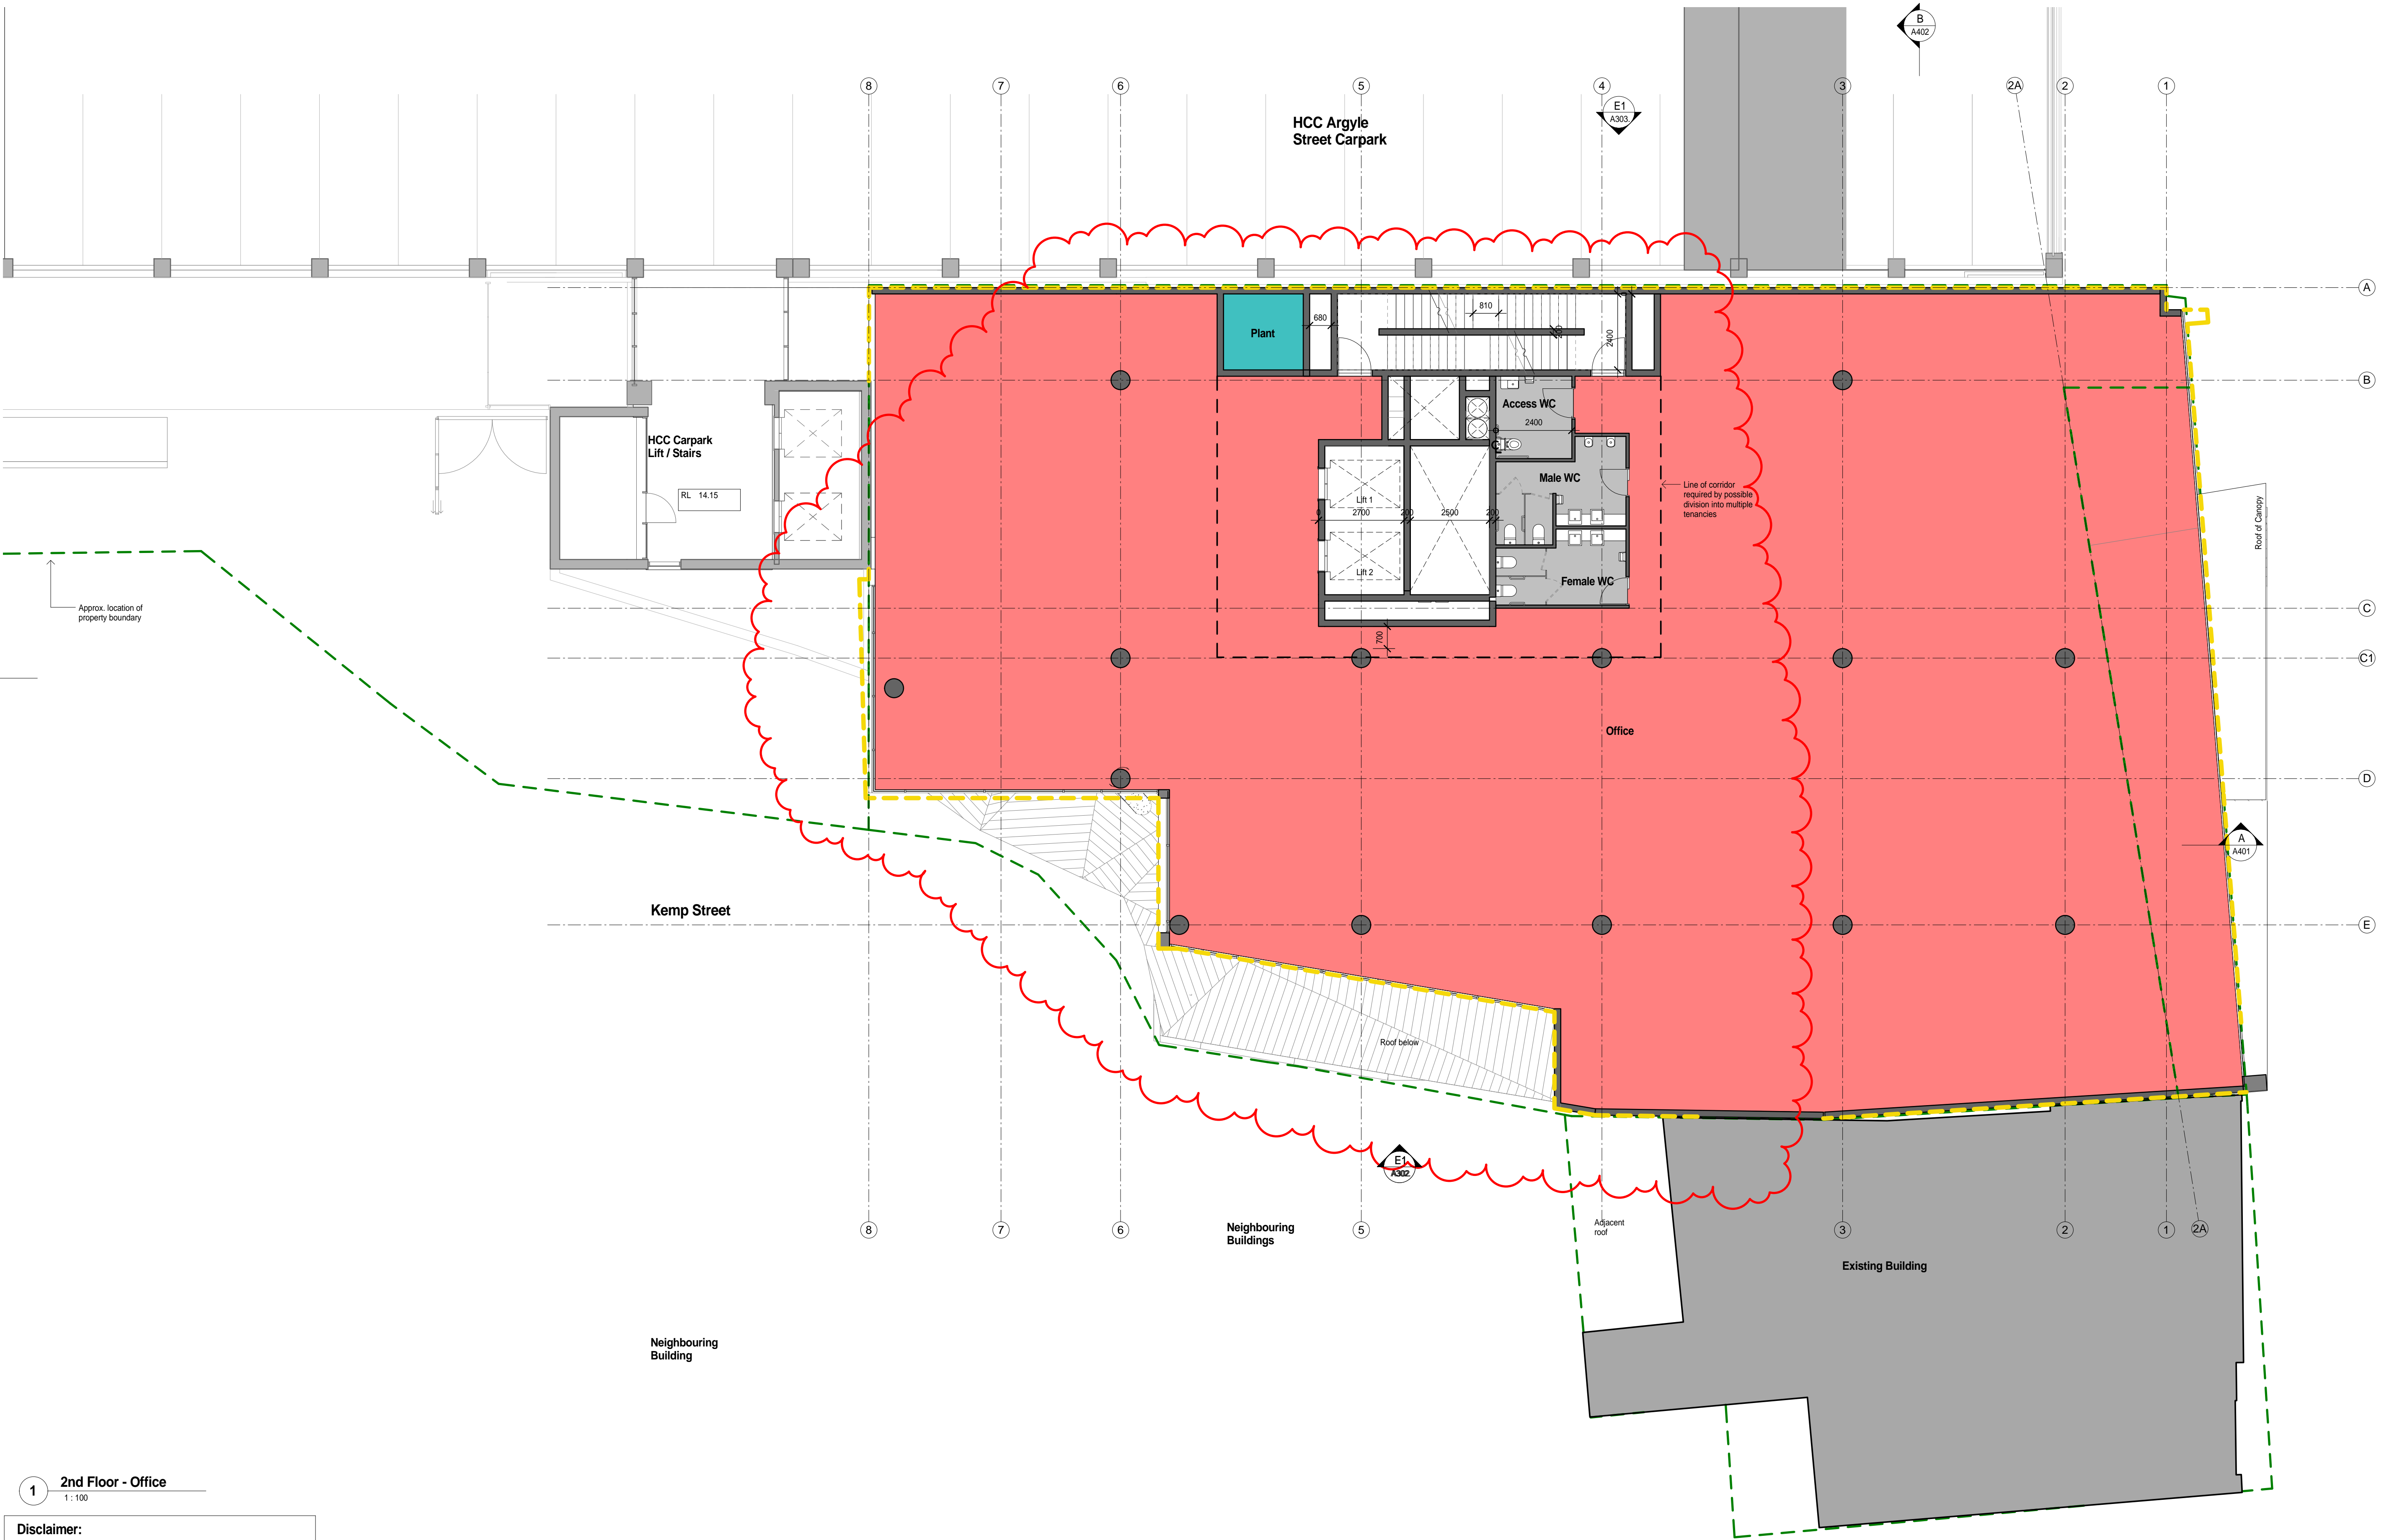 B
A402
8
7
6
5
4
3
2A
2
1
E1
A303
HCC Argyle
Street Carpark
A
Plant
680
810
200
2400
B
Access WC
2400
HCC Carpark
Lift / Stairs
RL 14.15
Male WC
Line of corridor
required by possible
division into multiple
tenancies
Lift 1
0
2700
200
2500
200
Roof of Canopy
Lift 2
Female WC
Approx. location of
property boundary
C
700
C1
Office
D
A
A401
Kemp Street
E
Roof below
E1
A302
8
7
6
Neighbouring
Buildings
5
Adjacent
roof
3
2
1
2A
Existing Building
Neighbouring
Building
1
2nd Floor - Office
1 : 100
Disclaimer: